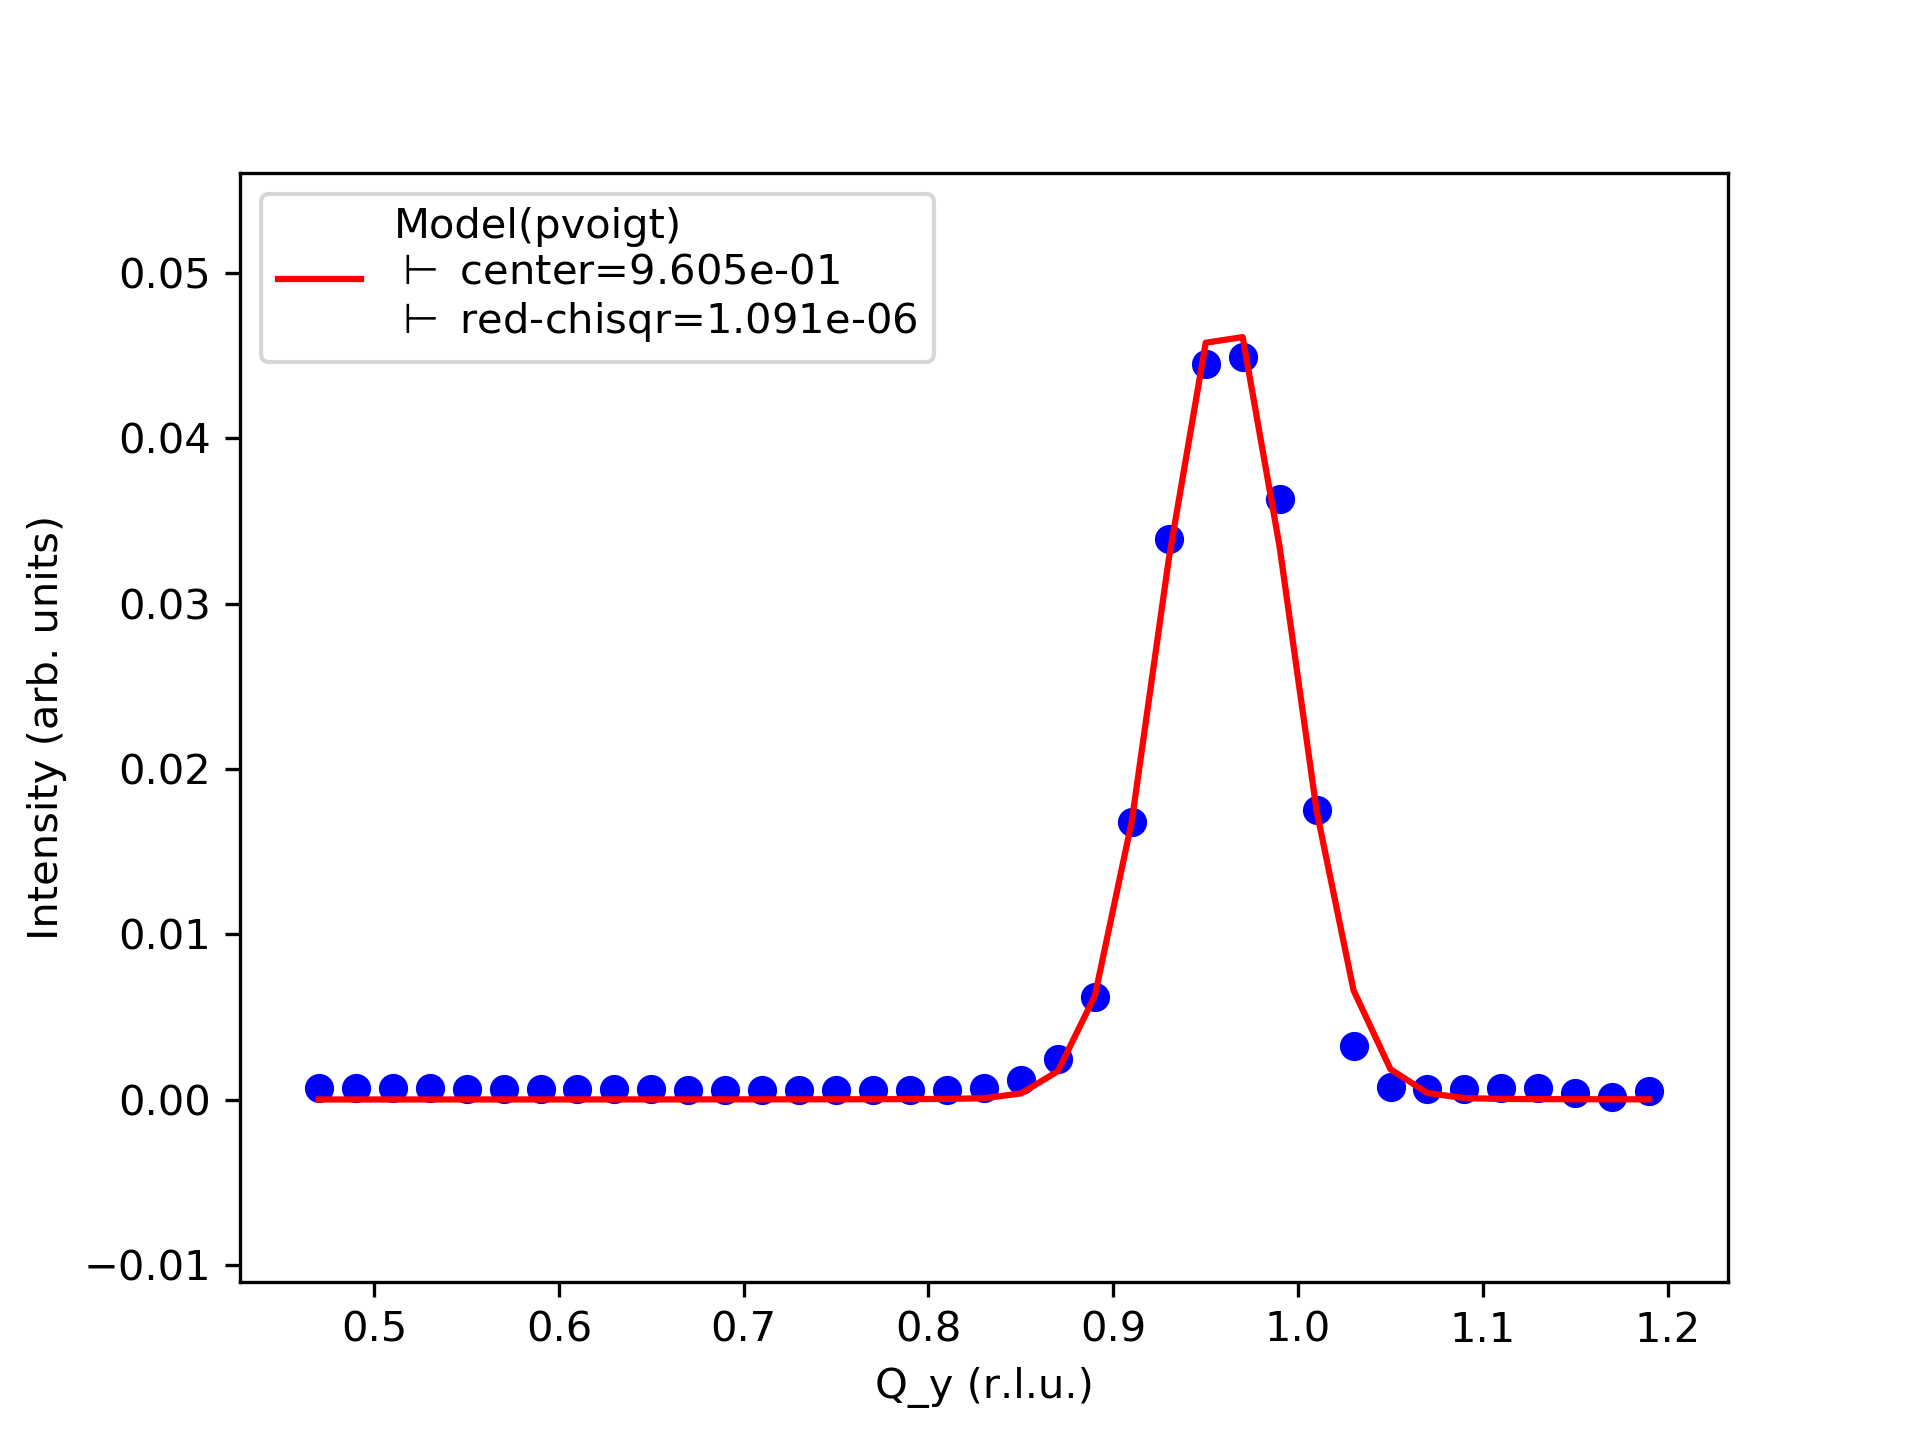 Model(pvoigt)
⊢ center=9.605e-01
⊢ red-chisqr=1.091e-06
0.05
0.04
0.03
0.02
0.01
0.00
−0.01
Intensity (arb. units)
0.5 0.6 0.7 0.8 0.9 1.0 1.1 1.2
Q_y (r.l.u.)